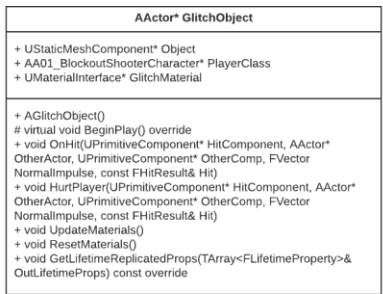 AActor* GlitchObject
+ UStaticMeshComponent* Object
+ AA01_BlockoutShooterCharacter* PlayerClass
+ UMaterialInterface* GlitchMaterial
+ AGlitchObject()
# virtual void BeginPlay() override
+ void OnHit(UPrimitiveComponent* HitComponent, AActor*
OtherActor, UPrimitiveComponent* OtherComp, FVector
NormalImpulse, const FHitResult& Hit)
+ void HurtPlayer(UPrimitiveComponent* HitComponent, AActor*
OtherActor, UPrimitiveComponent* OtherComp, FVector
NormalImpulse, const FHitResult& Hit)
+ void UpdateMaterials()
+ void ResetMaterials()
+ void GetLifetimeReplicatedProps(TArray<FLifetimeProperty>&
OutLifetimeProps) const override